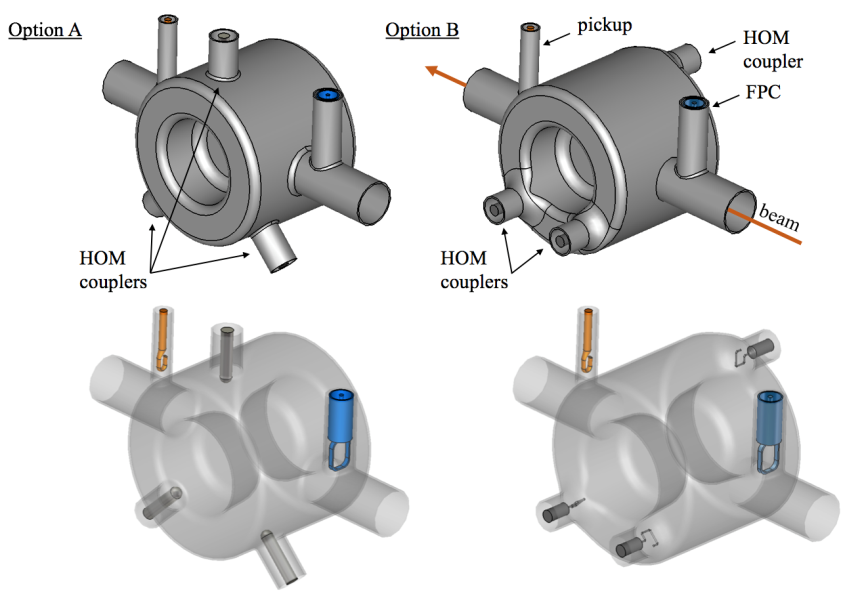 Option A
Option B
pickup
HOM
coupler
FPC
beam
HOM
couplers
HOM
couplers